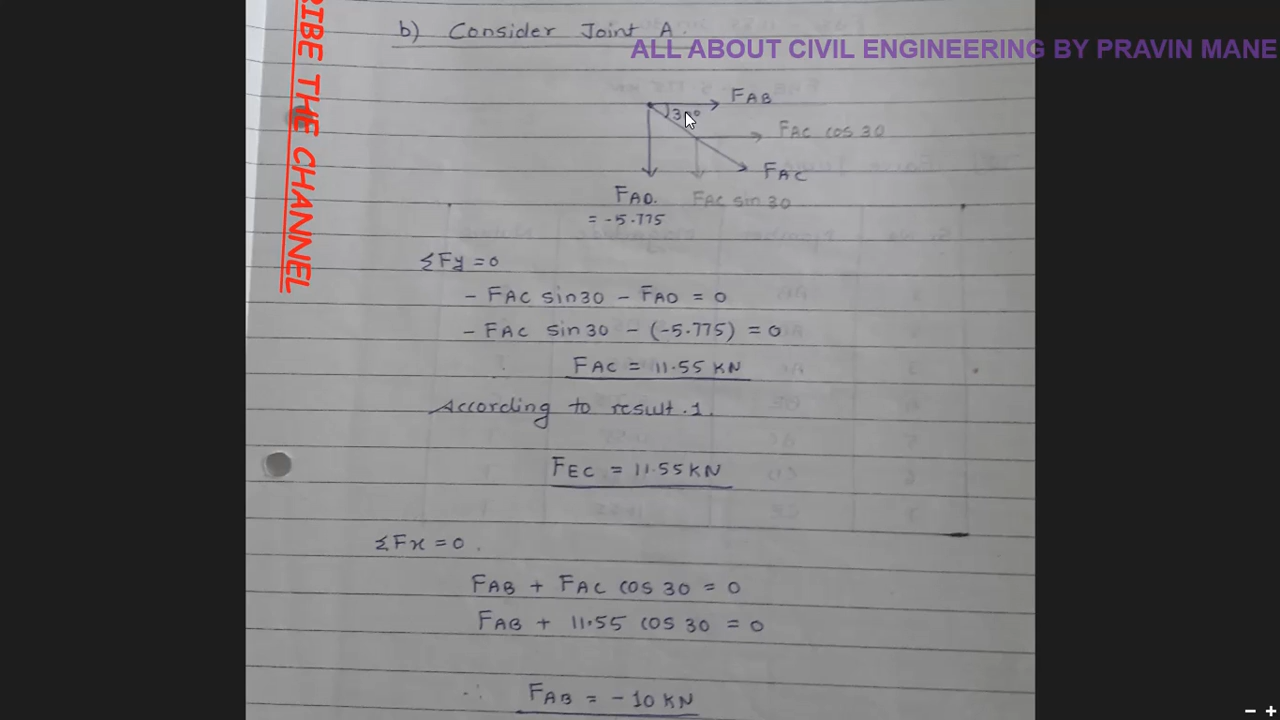 RIBE THE CHANNEL
b) Consider Joint A.
ALL ABOUT CIVIL ENGINEERING BY PRAVIN MANE
FAB
30°
FAC cos 30
FAC
FAD.
FAC sin 30
= -5.775
ΣFy = 0
- FAC sin30 - FAD = 0
- FAC sin 30 - (-5.775) = 0
FAC = 11.55 KN
According to result.1.
FEC = 11.55 KN
ΣFx = 0.
FAB + FAC cos 30 = 0
FAB + 11.55 cos 30 = 0
∴ FAB = - 10 KN